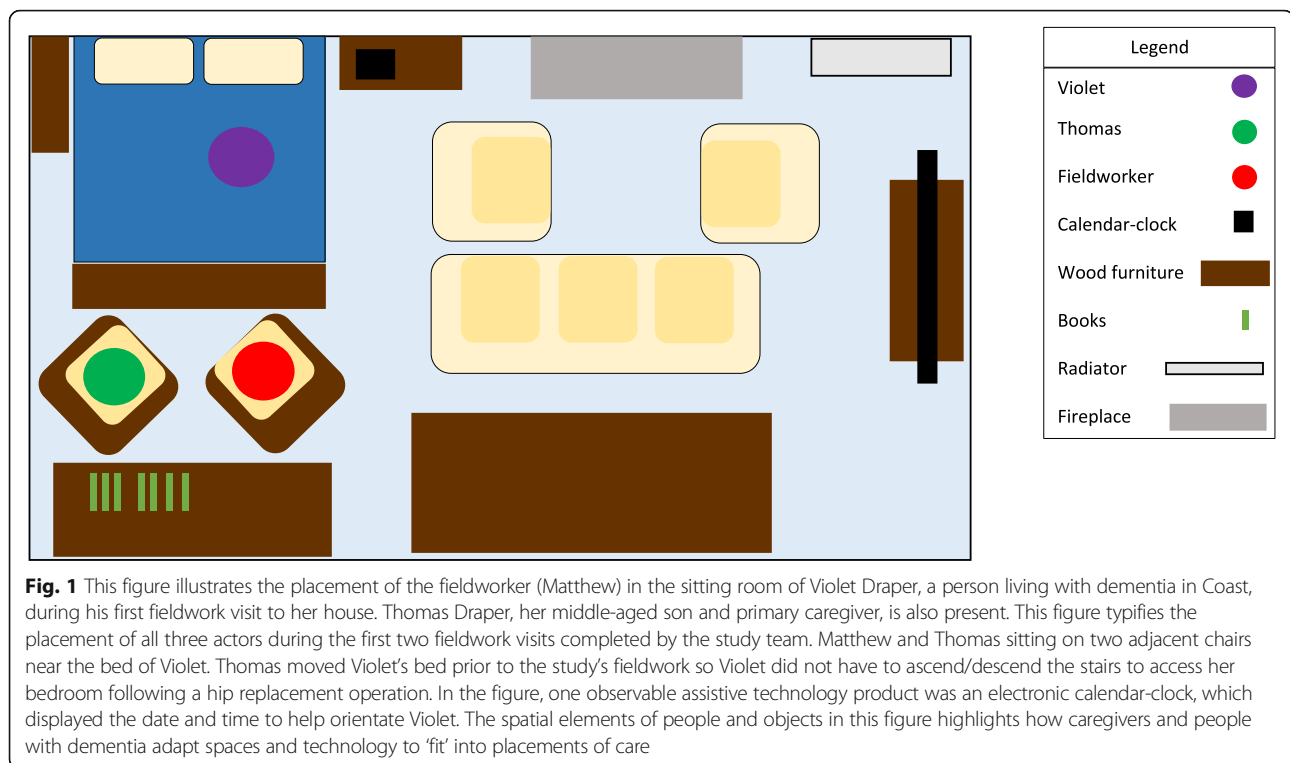 Legend
Violet
Thomas
Fieldworker
Calendar-clock
Wood furniture
Books
Radiator
Fireplace
Fig. 1 This figure illustrates the placement of the fieldworker (Matthew) in the sitting room of Violet Draper, a person living with dementia in Coast,
during his first fieldwork visit to her house. Thomas Draper, her middle-aged son and primary caregiver, is also present. This figure typifies the
placement of all three actors during the first two fieldwork visits completed by the study team. Matthew and Thomas sitting on two adjacent chairs
near the bed of Violet. Thomas moved Violet's bed prior to the study's fieldwork so Violet did not have to ascend/descend the stairs to access her
bedroom following a hip replacement operation. In the figure, one observable assistive technology product was an electronic calendar-clock, which
displayed the date and time to help orientate Violet. The spatial elements of people and objects in this figure highlights how caregivers and people
with dementia adapt spaces and technology to 'fit' into placements of care